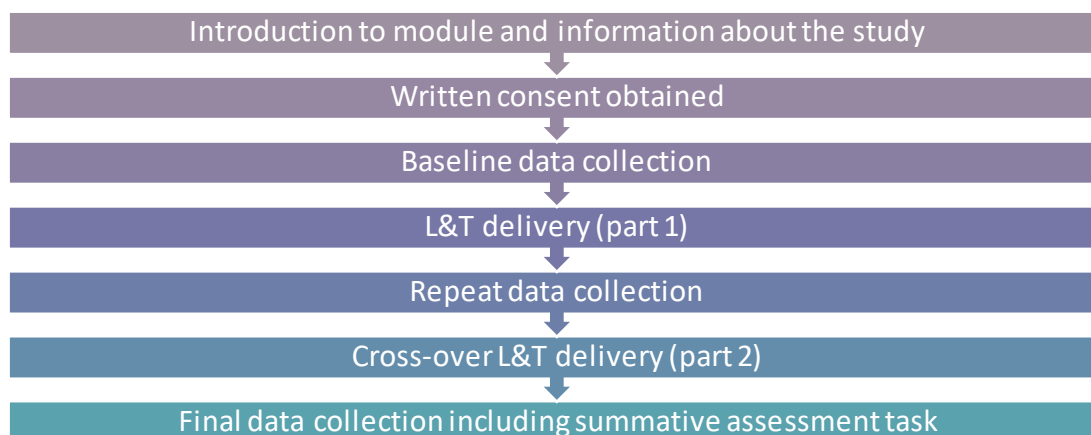 Introduction to module and information about the study
Written consent obtained
Baseline data collection
L&T delivery (part 1)
Repeat data collection
Cross-over L&T delivery (part 2)
Final data collection including summative assessment task